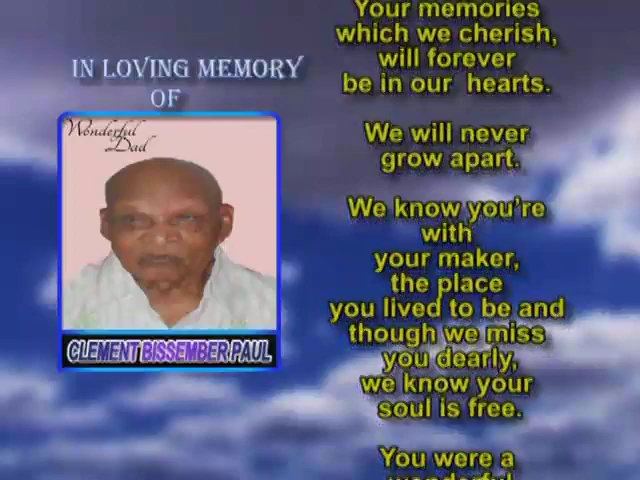 IN LOVING MEMORY
OF
Wonderful
Dad
CLEMENT BISSEMBER PAUL
Your memories
which we cherish,
will forever
be in our hearts.
We will never
grow apart.
We know you're
with
your maker,
the place
you lived to be and
though we miss
you dearly,
we know your
soul is free.
You were a
wonderful